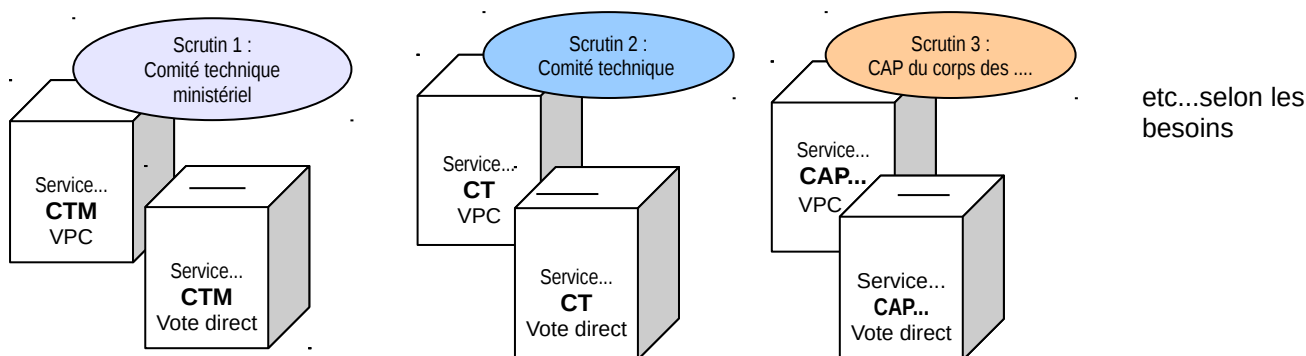 Scrutin 1 :
Comité technique
ministériel
Service...
CTM
VPC
Service...
CTM
Vote direct
Scrutin 2 :
Comité technique
Service...
CT
VPC
Service...
CT
Vote direct
Scrutin 3 :
CAP du corps des ....
Service...
CAP...
VPC
Service...
CAP...
Vote direct
etc...selon les
besoins